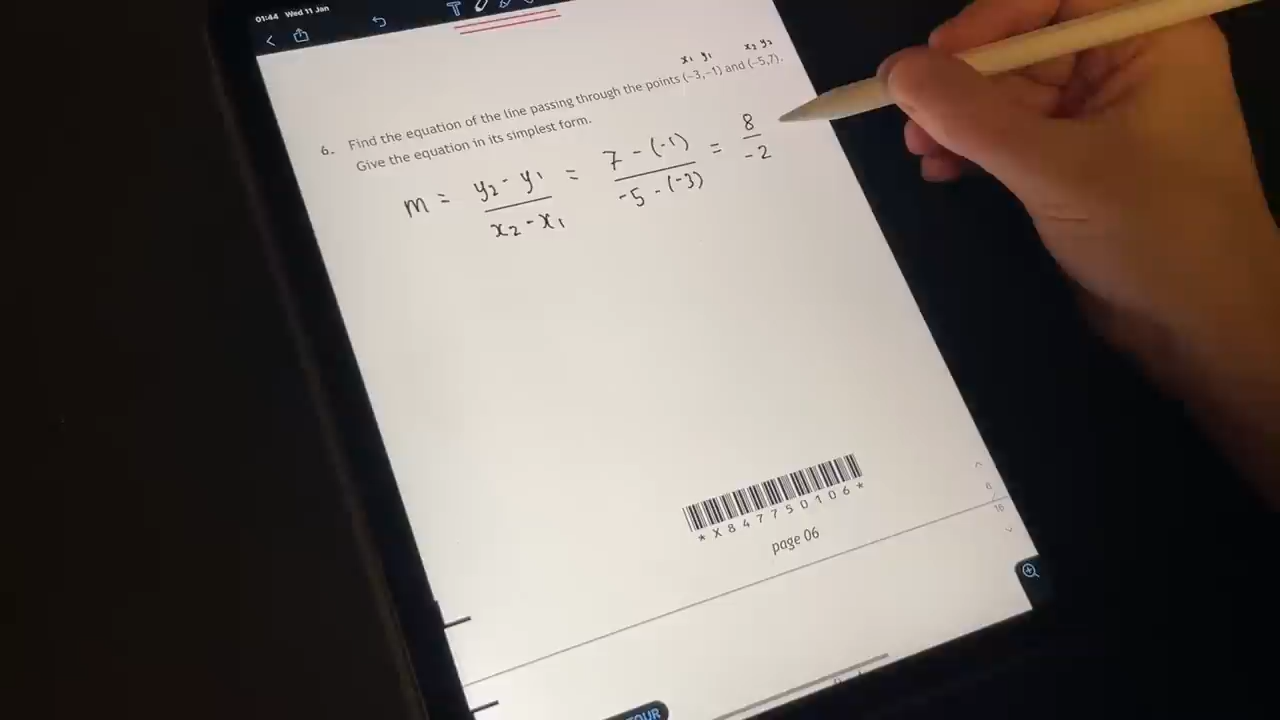 01:44 Wed 11 Jan
T
x₁ y₁ x₂ y₂
6. Find the equation of the line passing through the points (−3,−1) and (−5,7).
Give the equation in its simplest form.
m = y₂ - y₁ / x₂ - x₁ = 7 - (-1) / -5 - (-3) = 8 / -2
* X 8 4 7 7 5 0 1 0 6 *
page 06
6
16